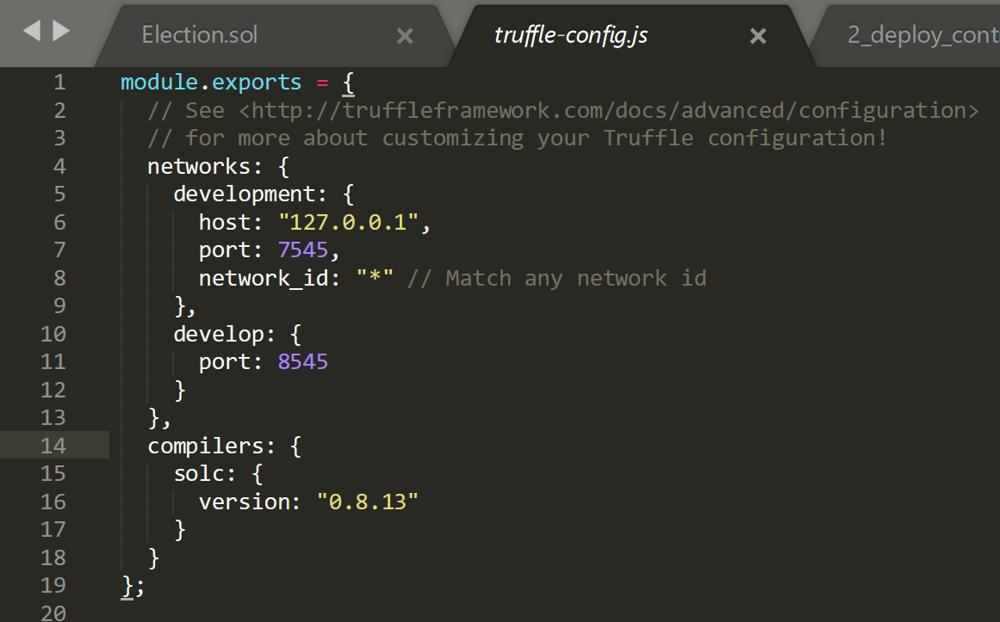 Election.sol × truffle-config.js × 2_deploy_cont
1 module.exports = {
2 // See <http://truffleframework.com/docs/advanced/configuration>
3 // for more about customizing your Truffle configuration!
4 networks: {
5 development: {
6 host: "127.0.0.1",
7 port: 7545,
8 network_id: "*" // Match any network id
9 },
10 develop: {
11 port: 8545
12 }
13 },
14 compilers: {
15 solc: {
16 version: "0.8.13"
17 }
18 }
19 };
20